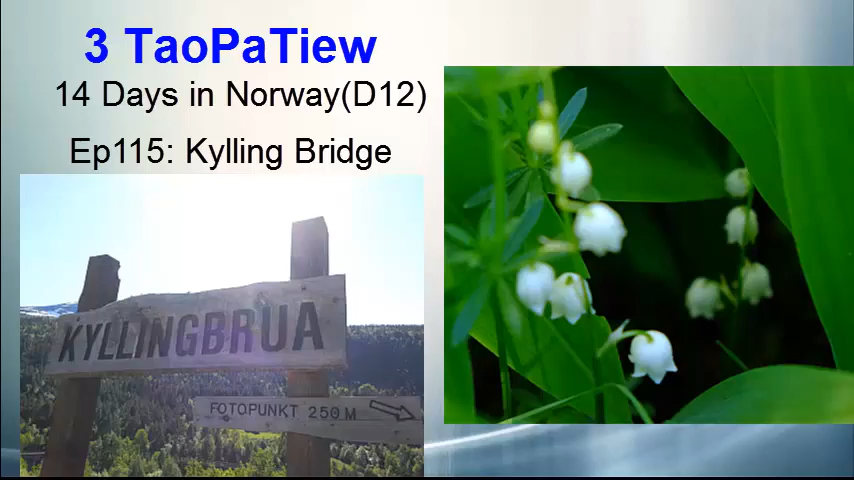 3 TaoPaTiew
14 Days in Norway(D12)
Ep115: Kylling Bridge
KYLLINGBRUA
FOTOPUNKT 250 M